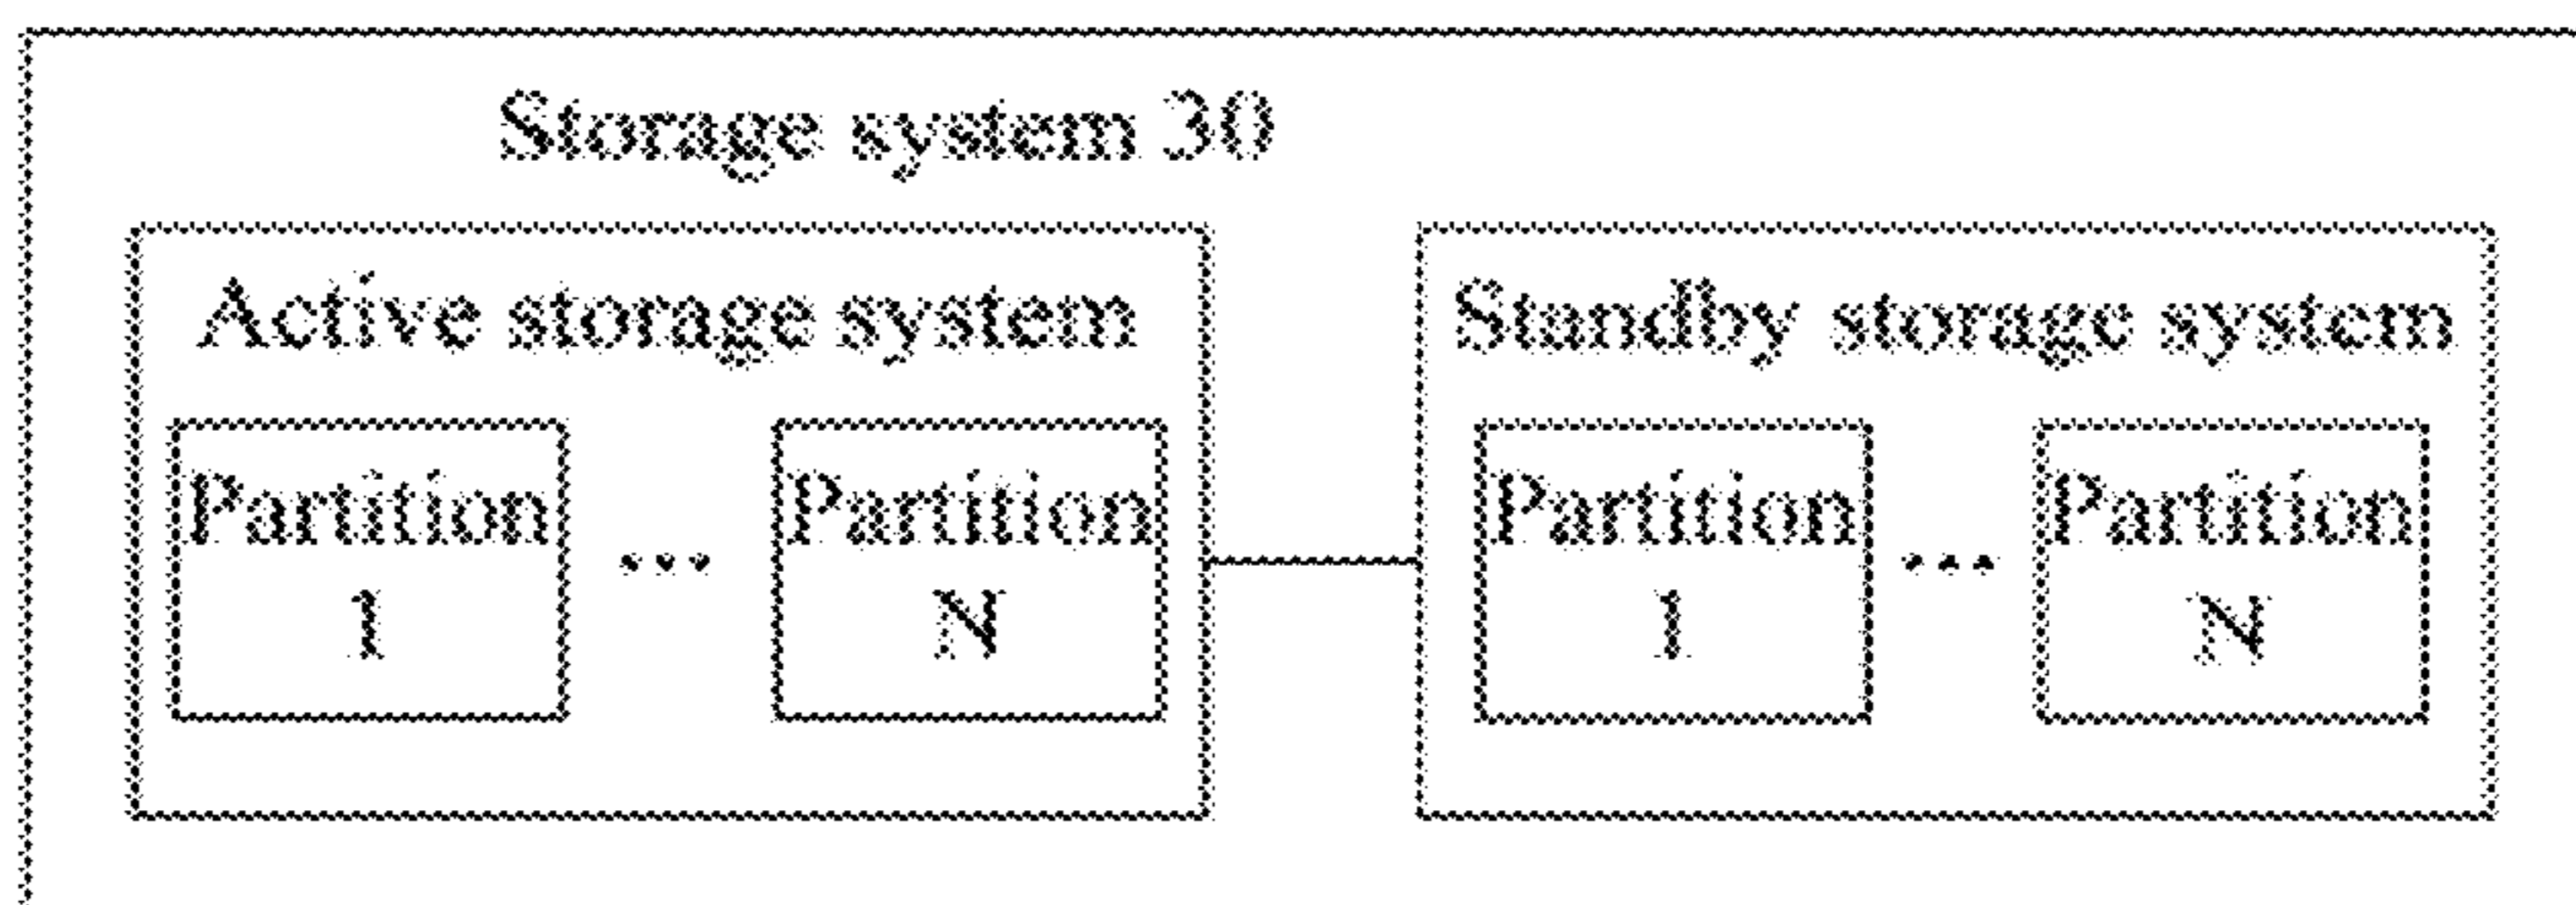 Storage system 30
Active storage system
Partition
1
...
Partition
N
Standby storage system
Partition
1
...
Partition
N